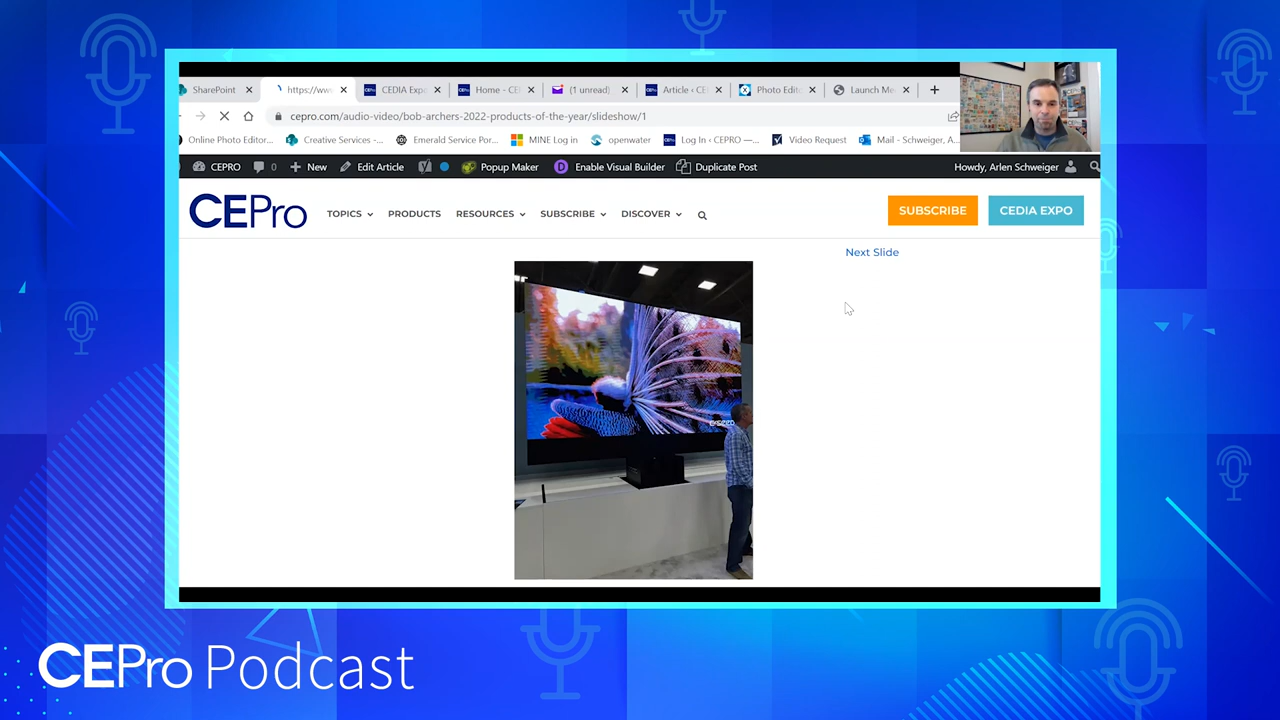 SharePoint
https://www
CEDIA Exp
Home - CE
(1 unread)
Article ‹ CE
Photo Edit
Launch Me
cepro.com/audio-video/bob-archers-2022-products-of-the-year/slideshow/1
Online Photo Editor...
Creative Services -...
Emerald Service Por...
MINE Log in
openwater
Log In ‹ CEPRO —...
Video Request
Mail - Schweiger, A...
CEPRO
0
New
Edit Article
Popup Maker
Enable Visual Builder
Duplicate Post
Howdy, Arlen Schweiger
CEPro
TOPICS
PRODUCTS
RESOURCES
SUBSCRIBE
DISCOVER
SUBSCRIBE
CEDIA EXPO
Next Slide
CEPro Podcast